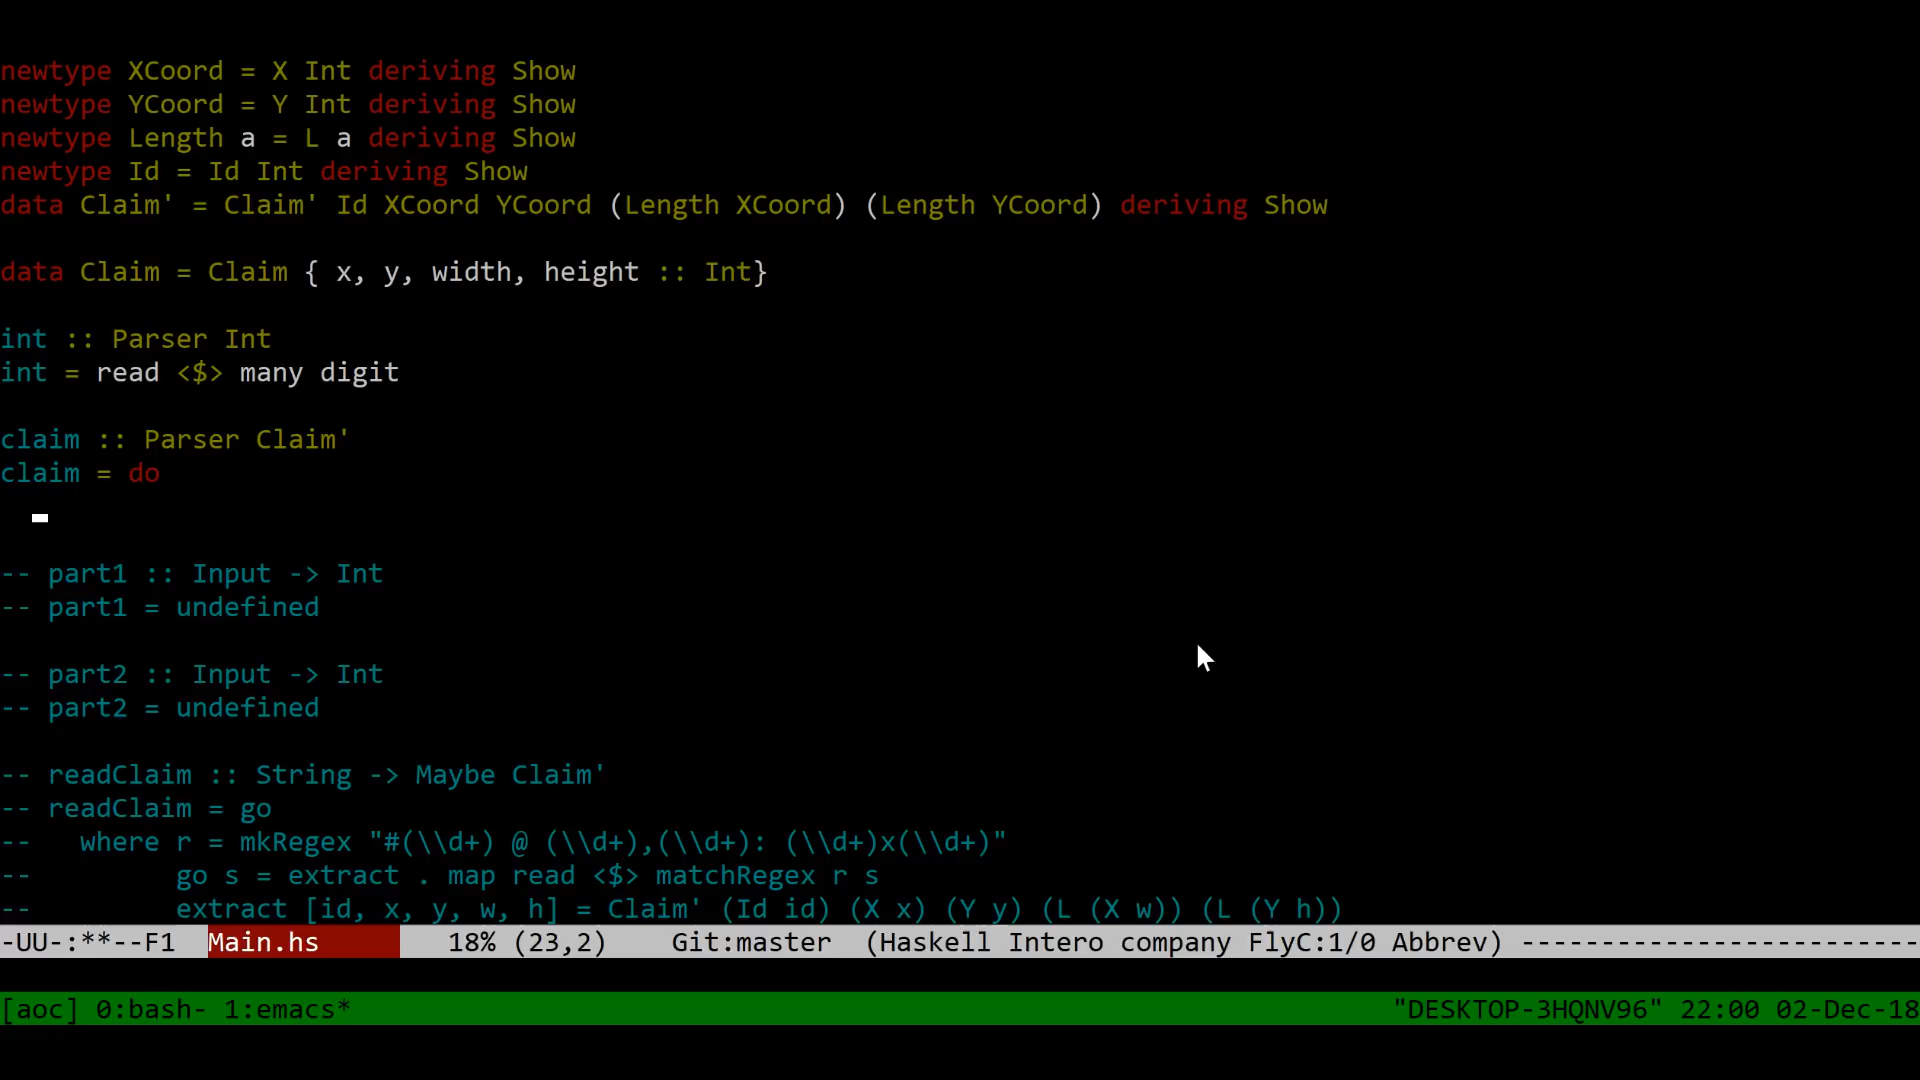 newtype XCoord = X Int deriving Show
newtype YCoord = Y Int deriving Show
newtype Length a = L a deriving Show
newtype Id = Id Int deriving Show
data Claim' = Claim' Id XCoord YCoord (Length XCoord) (Length YCoord) deriving Show
data Claim = Claim { x, y, width, height :: Int}
int :: Parser Int
int = read <$> many digit
claim :: Parser Claim'
claim = do
-- part1 :: Input -> Int
-- part1 = undefined
-- part2 :: Input -> Int
-- part2 = undefined
-- readClaim :: String -> Maybe Claim'
-- readClaim = go
--   where r = mkRegex "#(\\d+) @ (\\d+),(\\d+): (\\d+)x(\\d+)"
--         go s = extract . map read <$> matchRegex r s
--         extract [id, x, y, w, h] = Claim' (Id id) (X x) (Y y) (L (X w)) (L (Y h))
-UU-:**--F1  Main.hs        18% (23,2)     Git:master  (Haskell Intero company FlyC:1/0 Abbrev) -------------------------
[aoc] 0:bash- 1:emacs* "DESKTOP-3HQNV96" 22:00 02-Dec-18